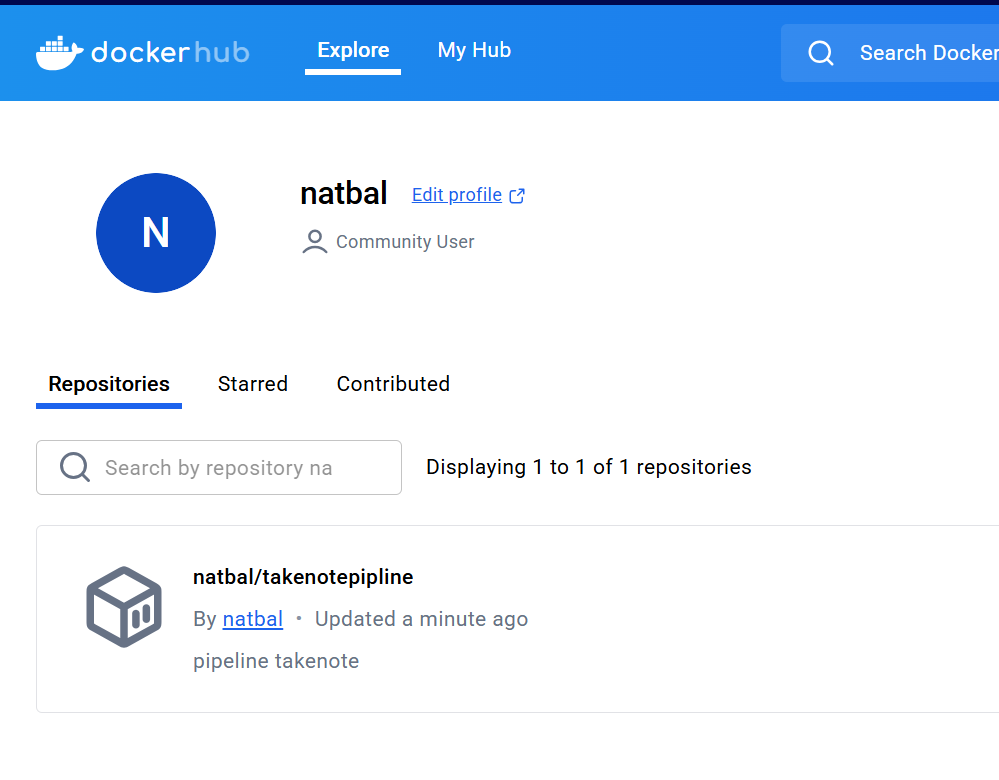 dockerhub
Explore
My Hub
Search Docker
N
natbal
Edit profile
Community User
Repositories
Starred
Contributed
Search by repository na
Displaying 1 to 1 of 1 repositories
natbal/takenotepipline
By natbal • Updated a minute ago
pipeline takenote